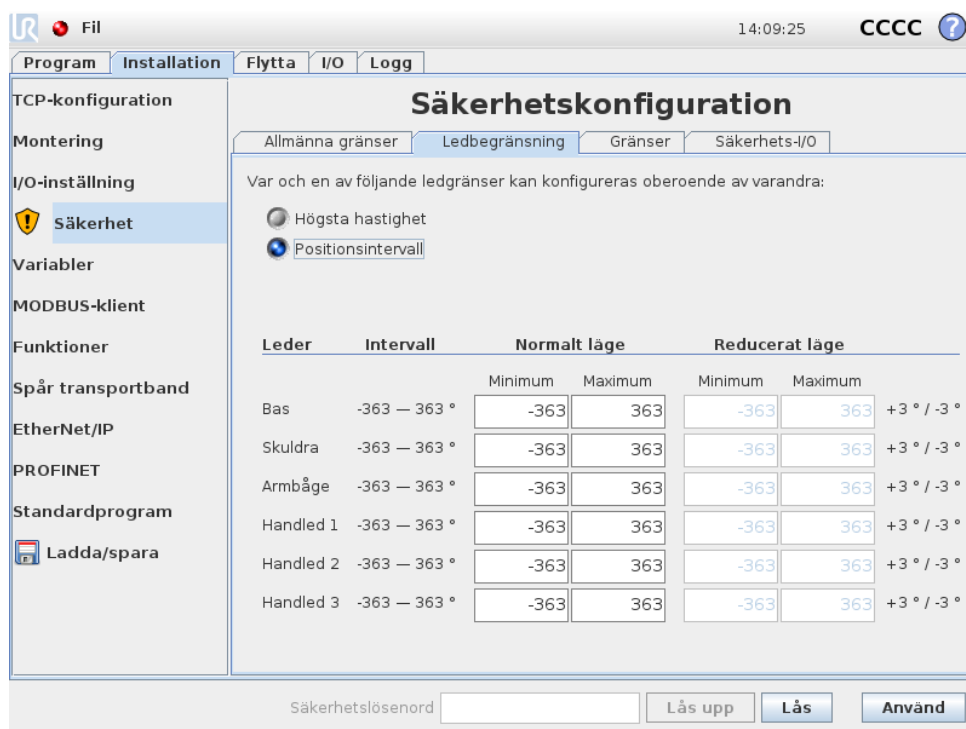 UR Fil 14:09:25 CCCC ?
Program Installation Flytta I/O Logg
TCP-konfiguration
Montering
I/O-inställning
Säkerhet
Variabler
MODBUS-klient
Funktioner
Spår transportband
EtherNet/IP
PROFINET
Standardprogram
Ladda/spara
Säkerhetskonfiguration
Allmänna gränser Ledbegränsning Gränser Säkerhets-I/O
Var och en av följande ledgränser kan konfigureras oberoende av varandra:
Högsta hastighet
Positionsintervall
Leder Intervall Normalt läge Reducerat läge
Minimum Maximum Minimum Maximum
Bas -363 — 363 ° -363 363 -363 363 +3 ° / -3 °
Skuldra -363 — 363 ° -363 363 -363 363 +3 ° / -3 °
Armbåge -363 — 363 ° -363 363 -363 363 +3 ° / -3 °
Handled 1 -363 — 363 ° -363 363 -363 363 +3 ° / -3 °
Handled 2 -363 — 363 ° -363 363 -363 363 +3 ° / -3 °
Handled 3 -363 — 363 ° -363 363 -363 363 +3 ° / -3 °
Säkerhetslösenord Lås upp Lås Använd